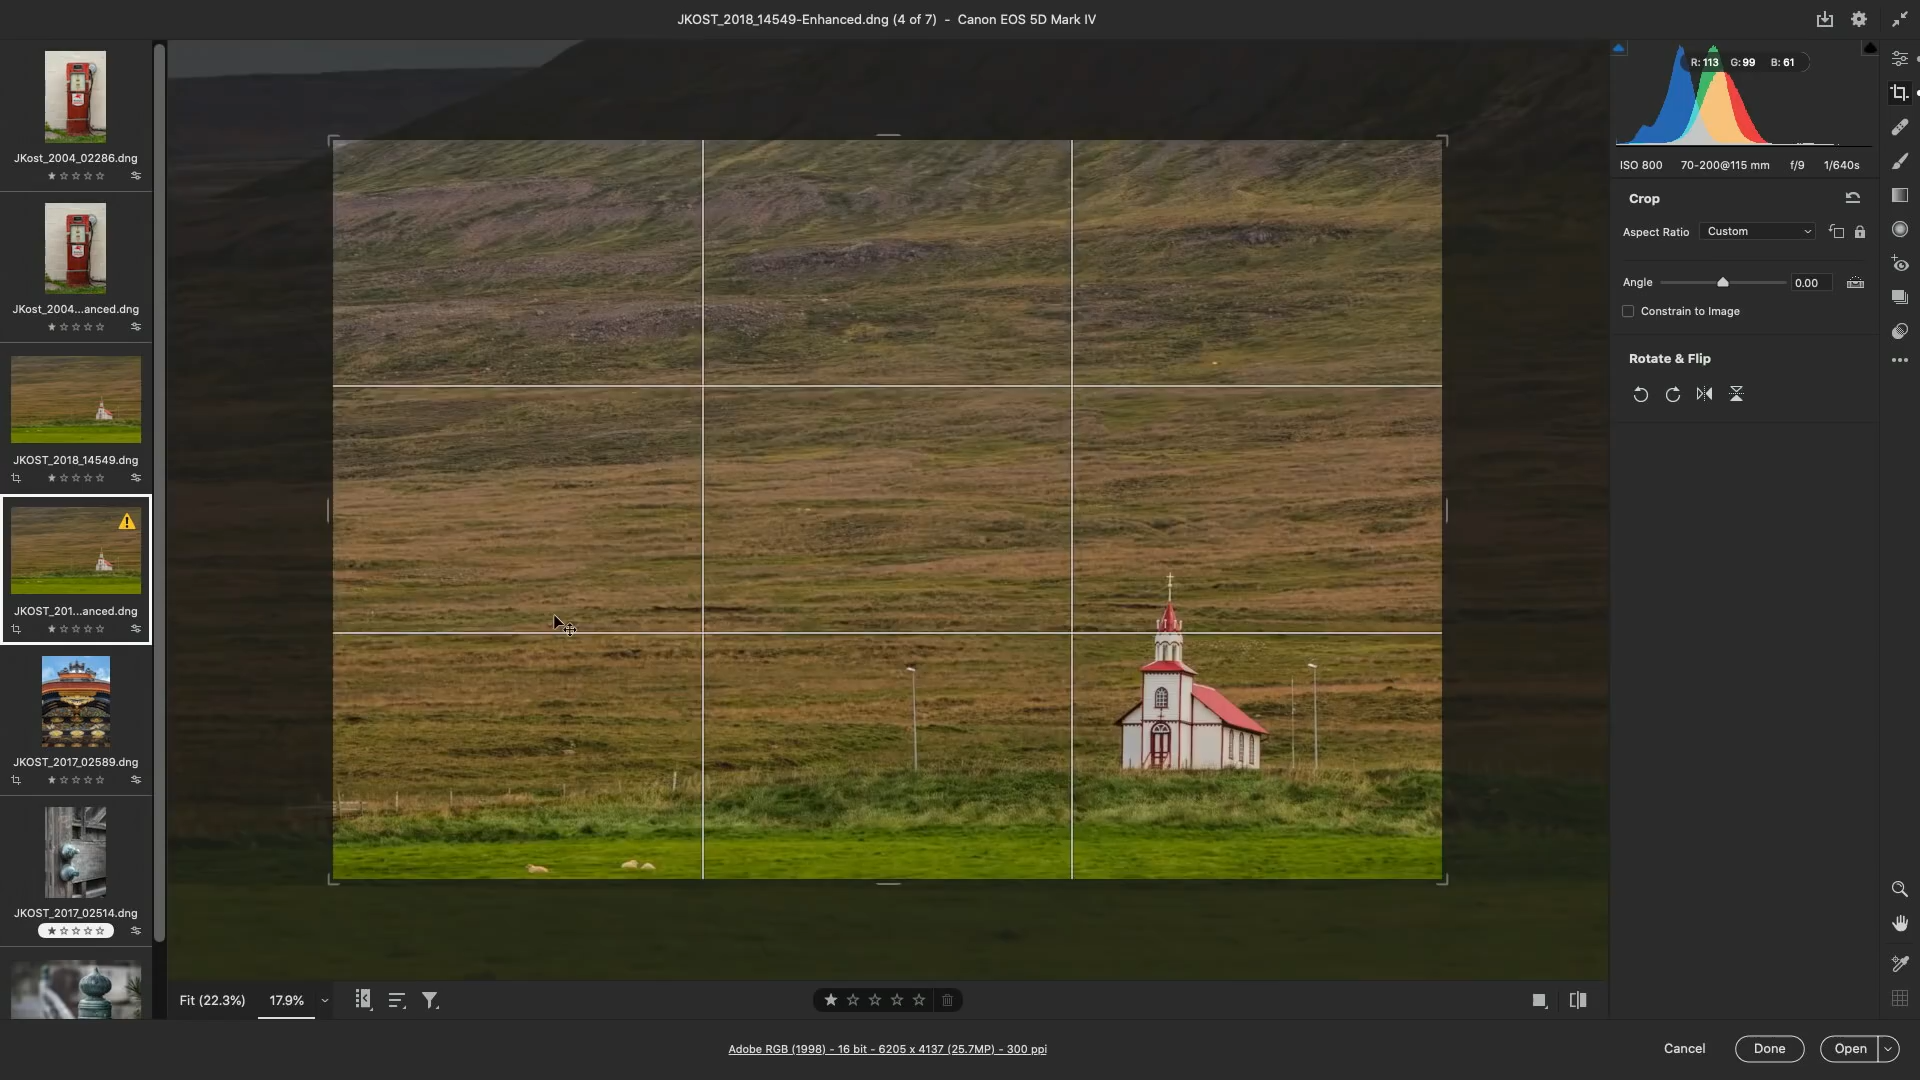 JKOST_2018_14549-Enhanced.dng (4 of 7)  -  Canon EOS 5D Mark IV
JKost_2004_02286.dng
JKost_2004...anced.dng
JKOST_2018_14549.dng
JKOST_201...anced.dng
JKOST_2017_02589.dng
JKOST_2017_02514.dng
R: 113 G: 99 B: 61
ISO 800 70-200@115 mm f/9 1/640s
Crop
Aspect Ratio Custom
Angle 0.00
Constrain to Image
Rotate & Flip
Fit (22.3%) 17.9%
Adobe RGB (1998) - 16 bit - 6205 x 4137 (25.7MP) - 300 ppi
Cancel Done Open